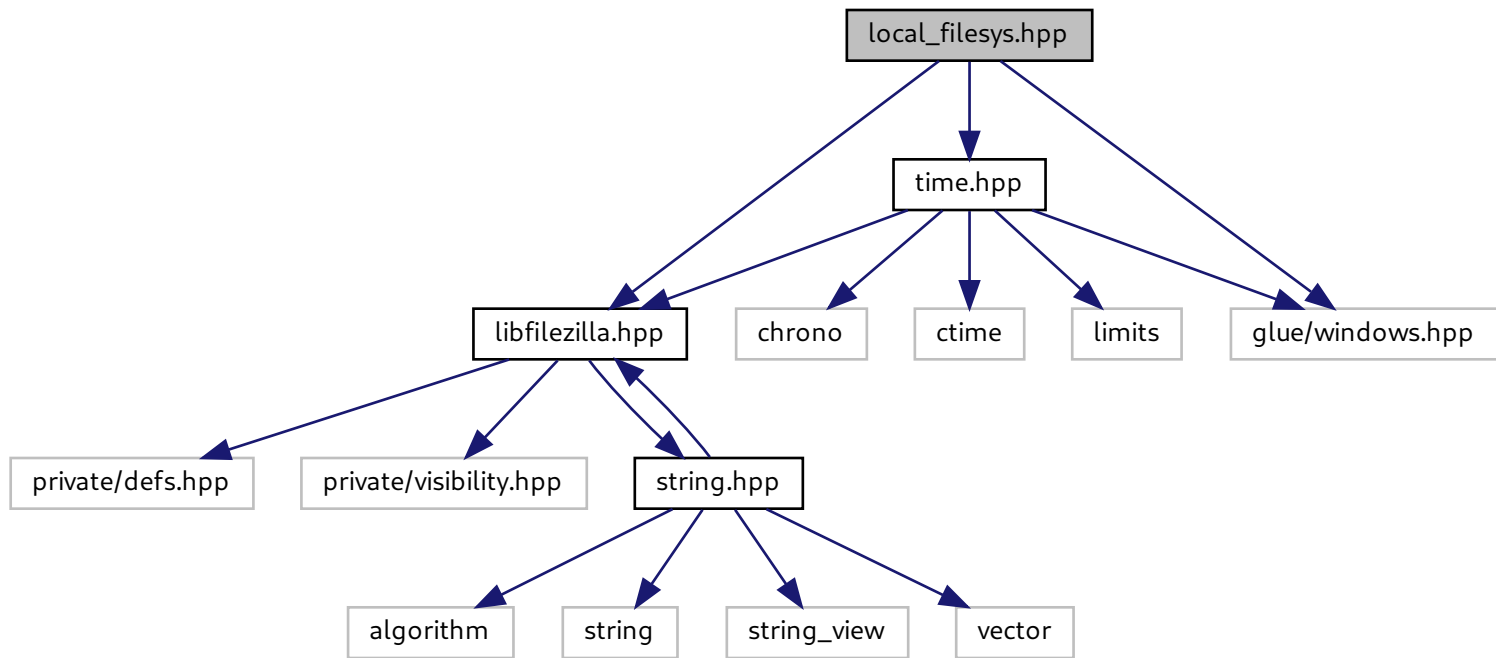 local_filesys.hpp
time.hpp
libfilezilla.hpp
chrono
ctime
limits
glue/windows.hpp
private/defs.hpp
private/visibility.hpp
string.hpp
algorithm
string
string_view
vector